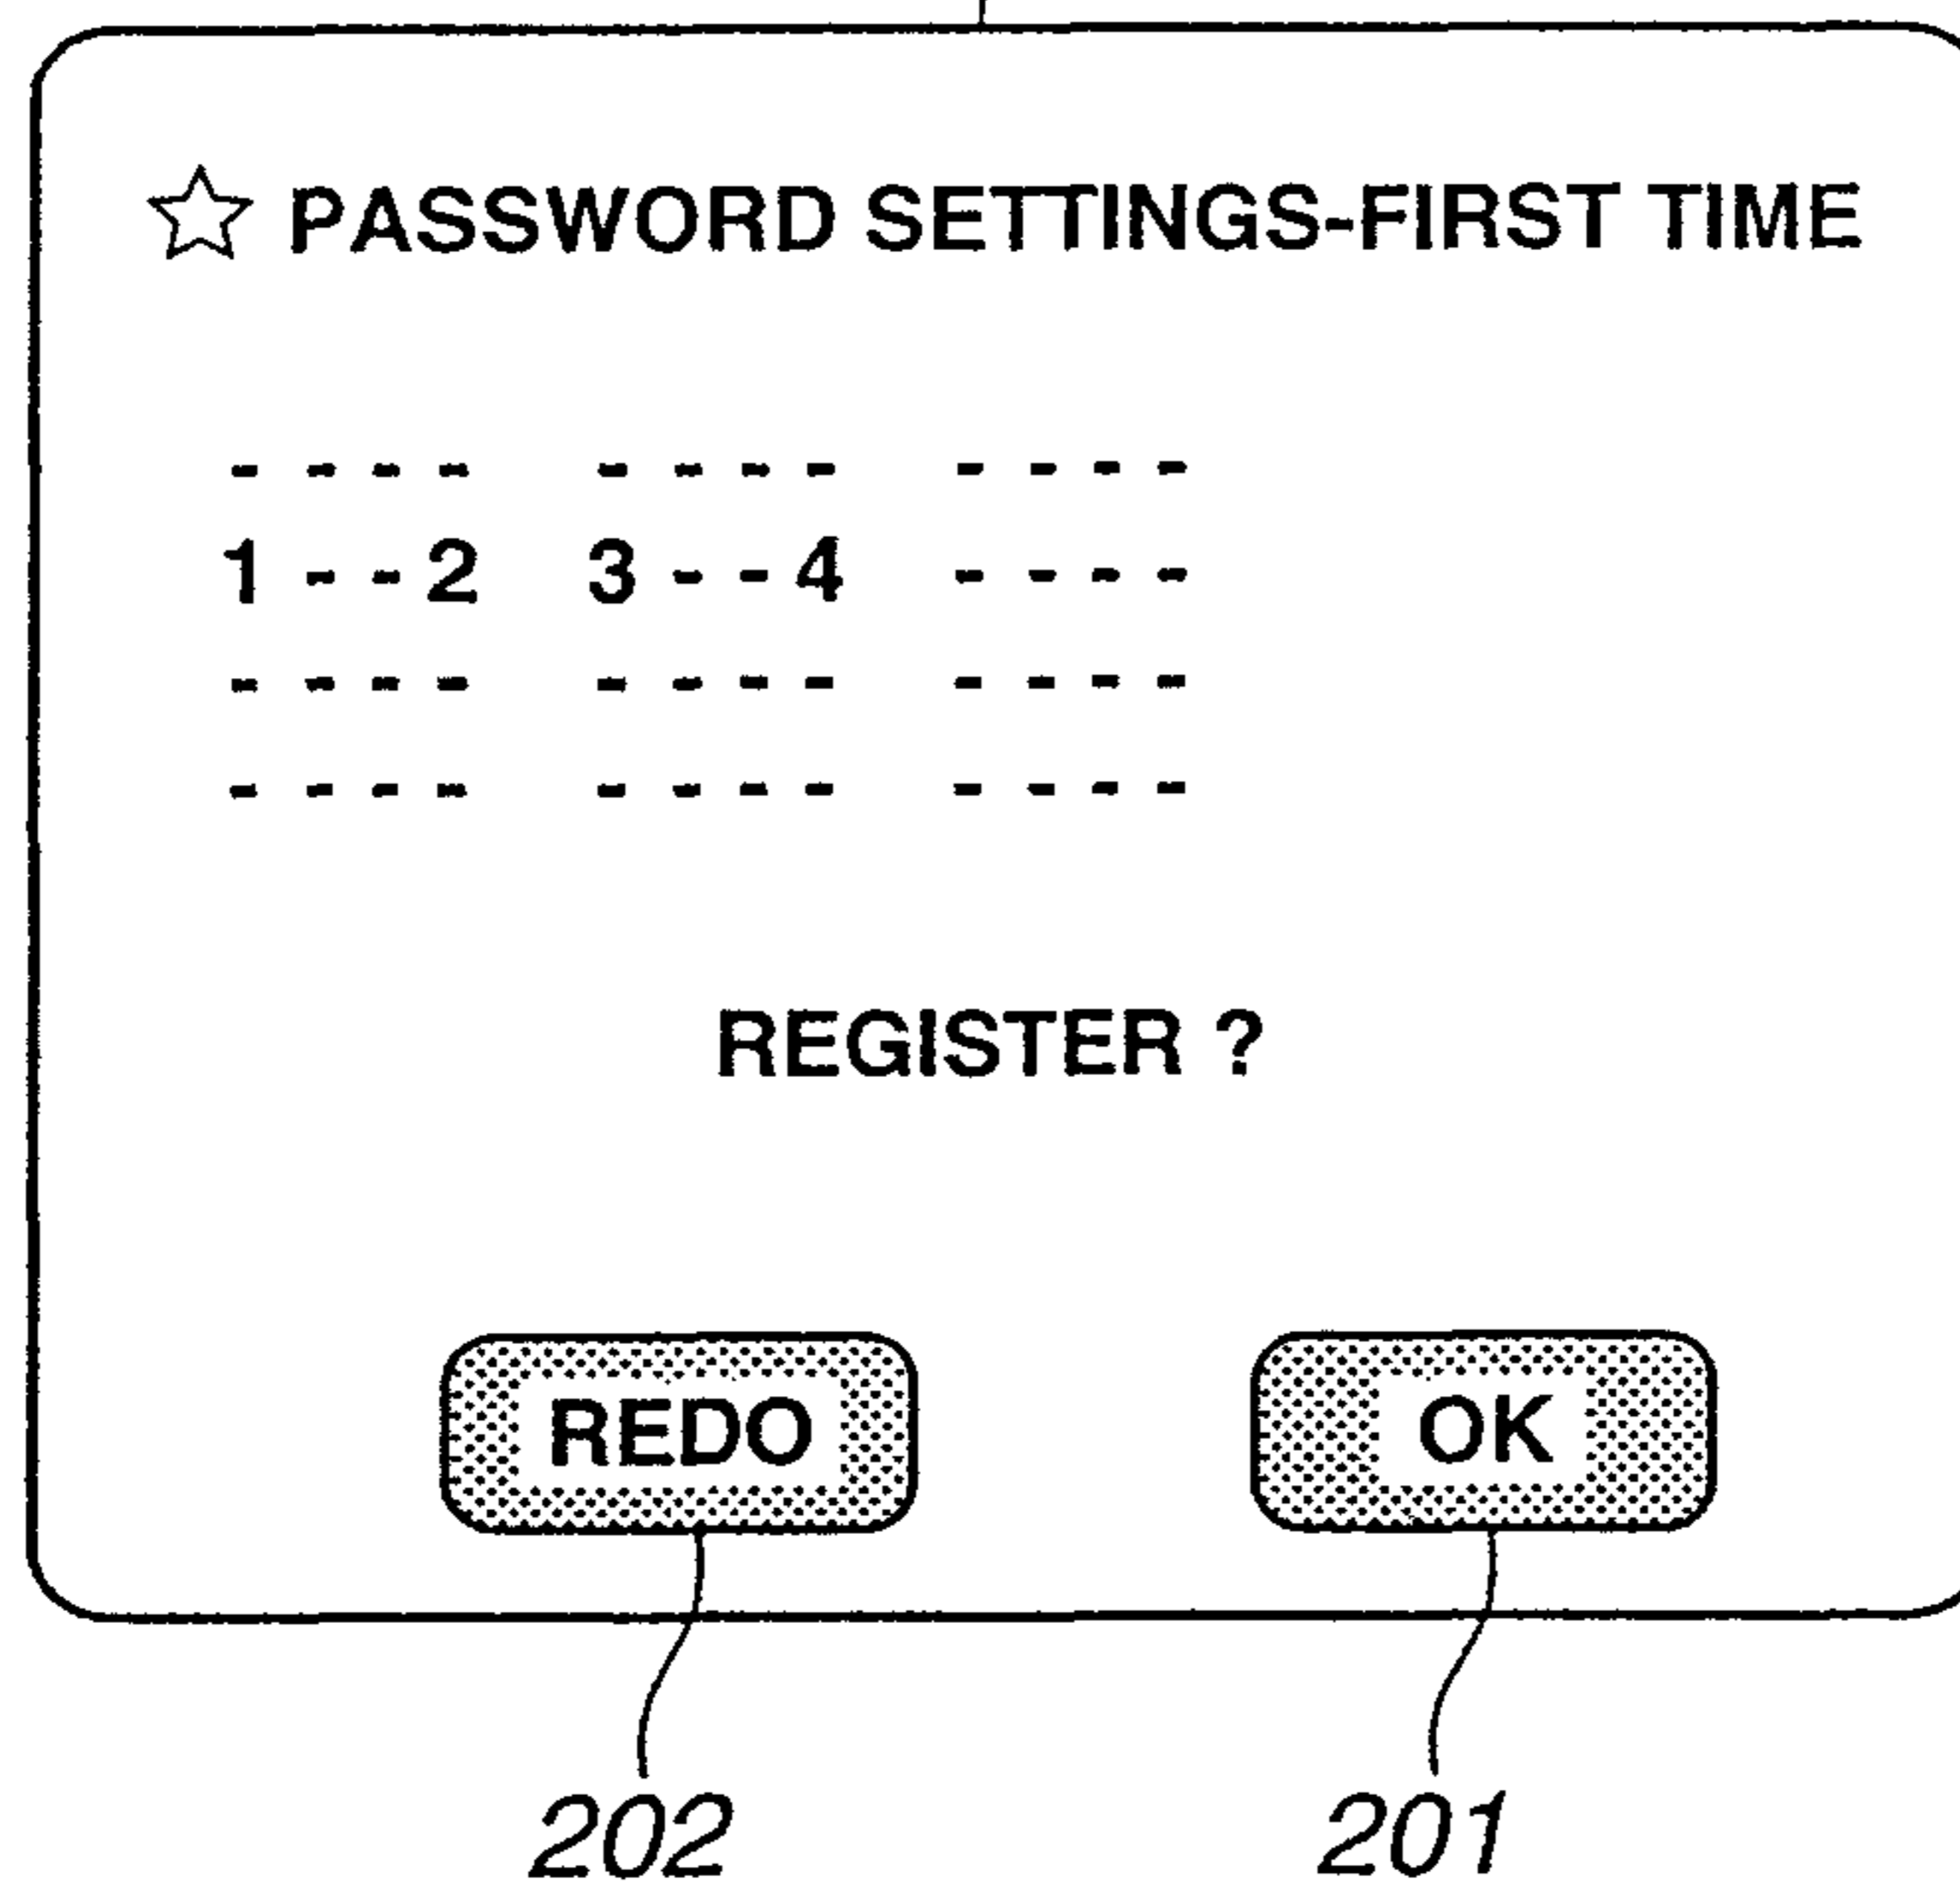 ☆ PASSWORD SETTINGS-FIRST TIME
- - - -  - - - -  - - - -
1 - - 2  3 - - 4  - - - -
- - - -  - - - -  - - - -
- - - -  - - - -  - - - -
REGISTER ?
REDO OK
202 201